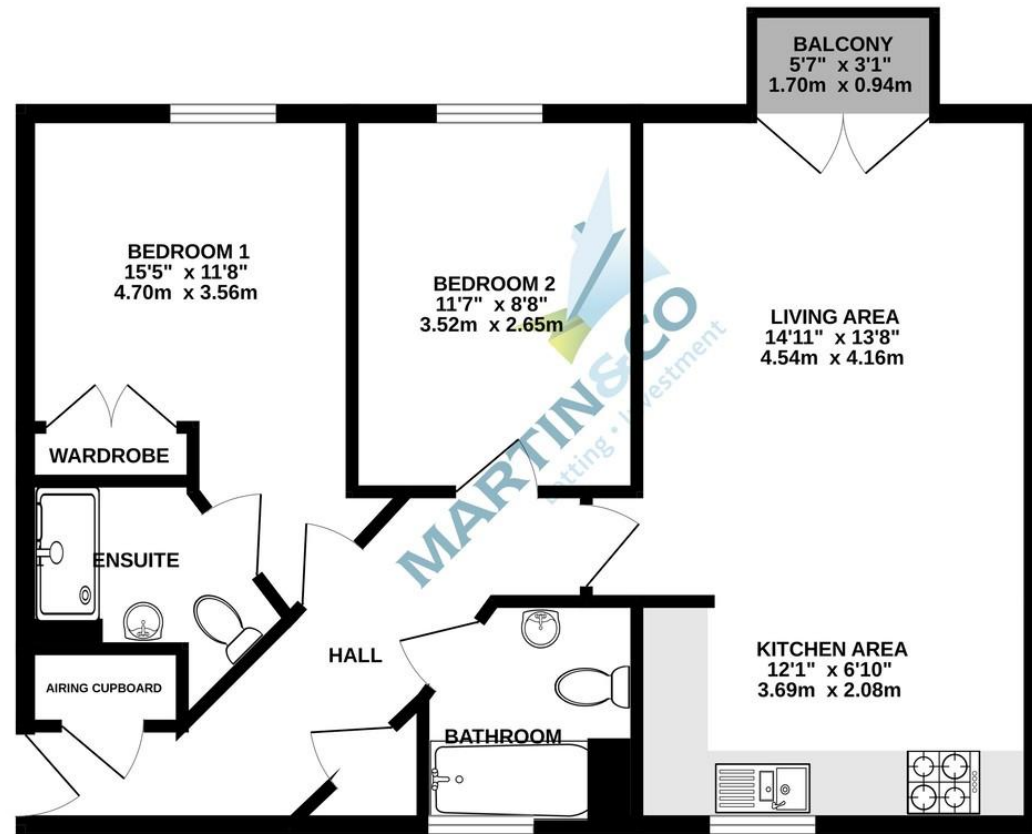 BALCONY
5'7" x 3'1"
1.70m x 0.94m
BEDROOM 1
15'5" x 11'8"
4.70m x 3.56m
BEDROOM 2
11'7" x 8'8"
3.52m x 2.65m
LIVING AREA
14'11" x 13'8"
4.54m x 4.16m
MARTIN&CO
letting • investment
WARDROBE
ENSUITE
HALL
KITCHEN AREA
12'1" x 6'10"
3.69m x 2.08m
AIRING CUPBOARD
BATHROOM